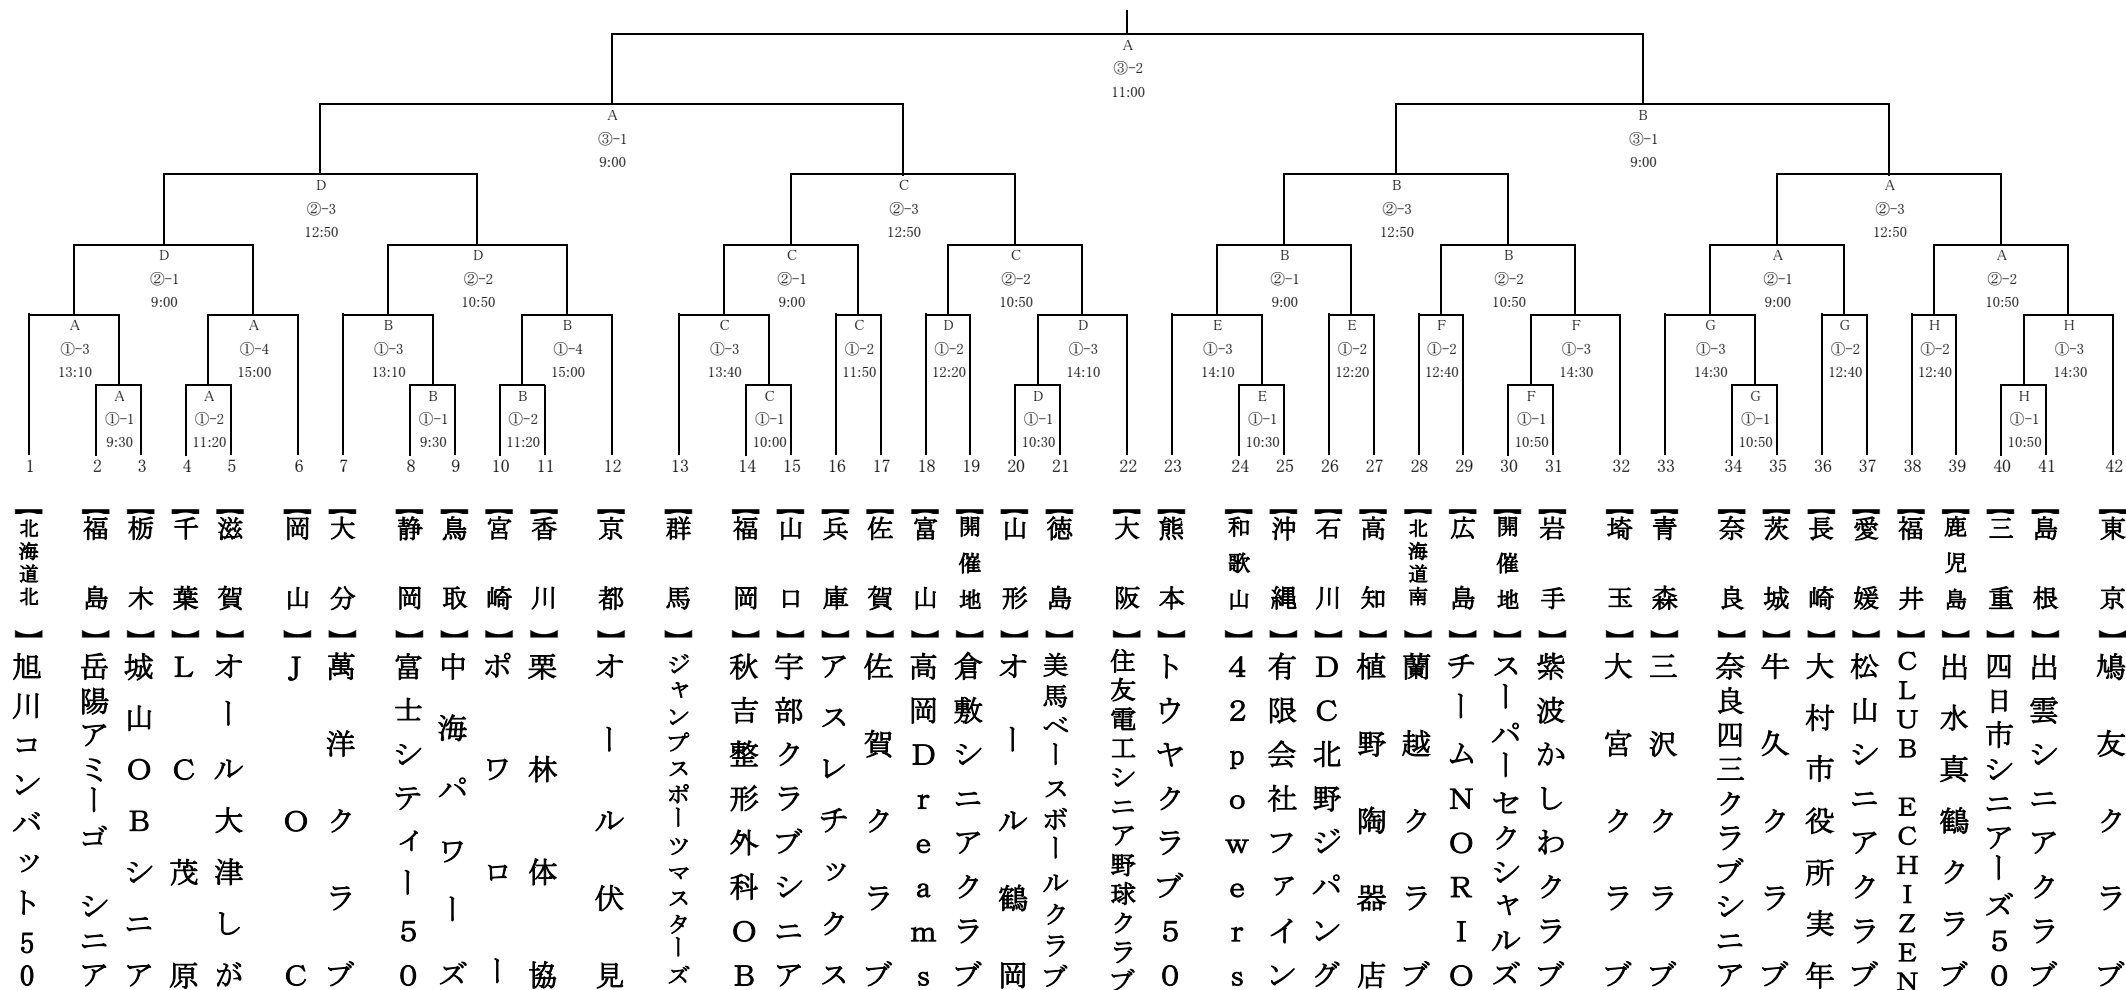 A
③-2
11:00
A
③-1
9:00
B
③-1
9:00
D
②-3
12:50
C
②-3
12:50
B
②-3
12:50
A
②-3
12:50
D
②-1
9:00
D
②-2
10:50
C
②-1
9:00
C
②-2
10:50
B
②-1
9:00
B
②-2
10:50
A
②-1
9:00
A
②-2
10:50
A
①-3
13:10
A
①-4
15:00
B
①-3
13:10
B
①-4
15:00
C
①-3
13:40
C
①-2
11:50
D
①-2
12:20
D
①-3
14:10
E
①-3
14:10
E
①-2
12:20
F
①-2
12:40
F
①-3
14:30
G
①-3
14:30
G
①-2
12:40
H
①-2
12:40
H
①-3
14:30
A
①-1
9:30
A
①-2
11:20
B
①-1
9:30
B
①-2
11:20
C
①-1
10:00
D
①-1
10:30
E
①-1
10:30
F
①-1
10:50
G
①-1
10:50
H
①-1
10:50
1 2 3 4 5 6 7 8 9 10 11 12 13 14 15 16 17 18 19 20 21 22 23 24 25 26 27 28 29 30 31 32 33 34 35 36 37 38 39 40 41 42
【北海道北】旭川コンバット50
【福島】岳陽アミーゴ シニア
【栃木】城山OBシニア
【千葉】LC茂原
【滋賀】オール大津しが
【岡山】JOC
【大分】萬洋クラブ
【静岡】富士シティー50
【鳥取】中海パワーズ
【宮崎】ポワロー
【香川】栗林体協
【京都】オール伏見
【群馬】ジャンプスポーツマスターズ
【福岡】秋吉整形外科OB
【山口】宇部クラブシニア
【兵庫】アスレチックス
【佐賀】佐賀クラブ
【富山】高岡Dreams
【開催地】倉敷シニアクラブ
【山形】オール鶴岡
【徳島】美馬ベースボールクラブ
【大阪】住友電工シニア野球クラブ
【熊本】トウヤクラブ50
【和歌山】42powers
【沖縄】有限会社ファイン
【石川】DC北野ジパング
【高知】植野陶器店
【北海道南】蘭越クラブ
【広島】チームNORIO
【開催地】スーパーセクシャルズ
【岩手】紫波かしわクラブ
【埼玉】大宮クラブ
【青森】三沢クラブ
【奈良】奈良四三クラブシニア
【茨城】牛久クラブ
【長崎】大村市役所実年
【愛媛】松山シニアクラブ
【福井】CLUB ECHIZEN
【鹿児島】出水真鶴クラブ
【三重】四日市シニアーズ50
【島根】出雲シニアクラブ
【東京】鳩友クラブ